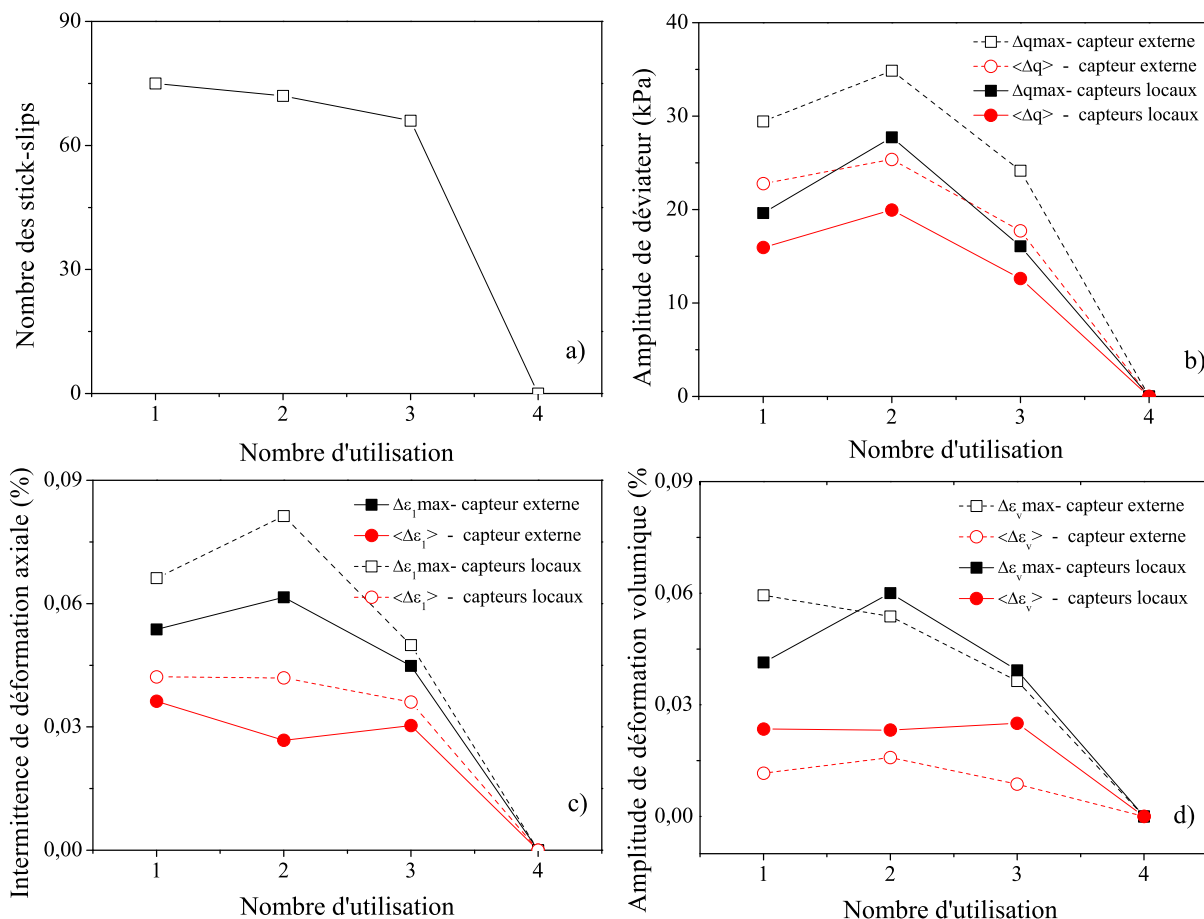 90
60
30
0
Nombre des stick-slips
a)
1 2 3 4
Nombre d'utilisation
40
30
20
10
0
Amplitude de déviateur (kPa)
Δqmax- capteur externe
<Δq> - capteur externe
Δqmax- capteurs locaux
<Δq> - capteurs locaux
b)
1 2 3 4
Nombre d'utilisation
0,09
0,06
0,03
0,00
Intermittence de déformation axiale (%)
Δε₁max- capteur externe
<Δε₁> - capteur externe
Δε₁max- capteurs locaux
<Δε₁> - capteurs locaux
c)
1 2 3 4
Nombre d'utilisation
0,09
0,06
0,03
0,00
Amplitude de déformation volumique (%
Δεᵥmax- capteur externe
<Δεᵥ> - capteur externe
Δεᵥmax- capteurs locaux
<Δεᵥ> - capteurs locaux
d)
1 2 3 4
Nombre d'utilisation